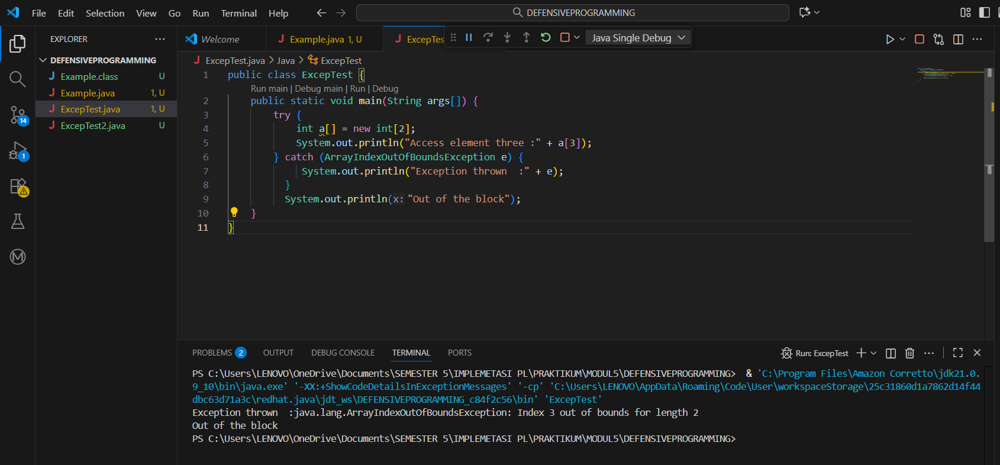 File Edit Selection View Go Run Terminal Help
DEFENSIVEPROGRAMMING
EXPLORER
DEFENSIVEPROGRAMMING
Example.class U
Example.java 1, U
ExcepTest.java 1, U
ExcepTest2.java U
14
1
Welcome
Example.java 1, U
ExcepTes
Java Single Debug
ExcepTest.java > Java > ExcepTest
1 public class ExcepTest {
Run main | Debug main | Run | Debug
2 public static void main(String args[]) {
3 try {
4 int a[] = new int[2];
5 System.out.println("Access element three :" + a[3]);
6 } catch (ArrayIndexOutOfBoundsException e) {
7 System.out.println("Exception thrown  :" + e);
8 }
9 System.out.println(x: "Out of the block");
10 }
11 }
PROBLEMS 2 OUTPUT DEBUG CONSOLE TERMINAL PORTS
Run: ExcepTest
PS C:\Users\LENOVO\OneDrive\Documents\SEMESTER 5\IMPLEMETASI PL\PRAKTIKUM\MODUL5\DEFENSIVEPROGRAMMING>  & 'C:\Program Files\Amazon Corretto\jdk21.0.
9_10\bin\java.exe' '-XX:+ShowCodeDetailsInExceptionMessages' '-cp' 'C:\Users\LENOVO\AppData\Roaming\Code\User\workspaceStorage\25c31860d1a7862d14f44
dbc63d71a3c\redhat.java\jdt_ws\DEFENSIVEPROGRAMMING_c84f2c56\bin' 'ExcepTest'
Exception thrown  :java.lang.ArrayIndexOutOfBoundsException: Index 3 out of bounds for length 2
Out of the block
PS C:\Users\LENOVO\OneDrive\Documents\SEMESTER 5\IMPLEMETASI PL\PRAKTIKUM\MODUL5\DEFENSIVEPROGRAMMING>